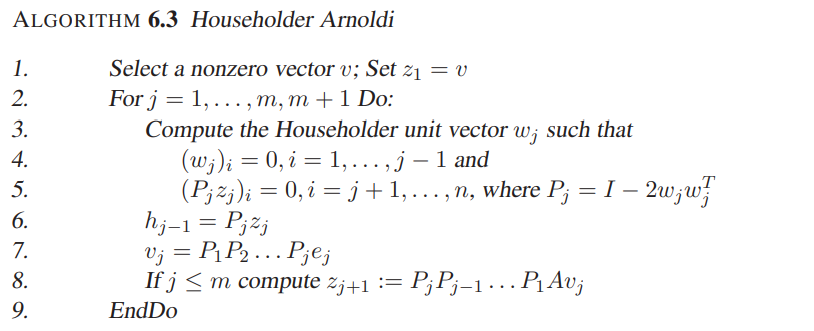 ALGORITHM 6.3 Householder Arnoldi
1. Select a nonzero vector v; Set z₁ = v
2. For j = 1, . . . , m, m + 1 Do:
3. Compute the Householder unit vector wⱼ such that
4. (wⱼ)ᵢ = 0, i = 1, . . . , j − 1 and
5. (Pⱼzⱼ)ᵢ = 0, i = j + 1, . . . , n, where Pⱼ = I − 2wⱼwⱼᵀ
6. hⱼ₋₁ = Pⱼzⱼ
7. vⱼ = P₁P₂ . . . Pⱼeⱼ
8. If j ≤ m compute zⱼ₊₁ := PⱼPⱼ₋₁ . . . P₁Avⱼ
9. EndDo